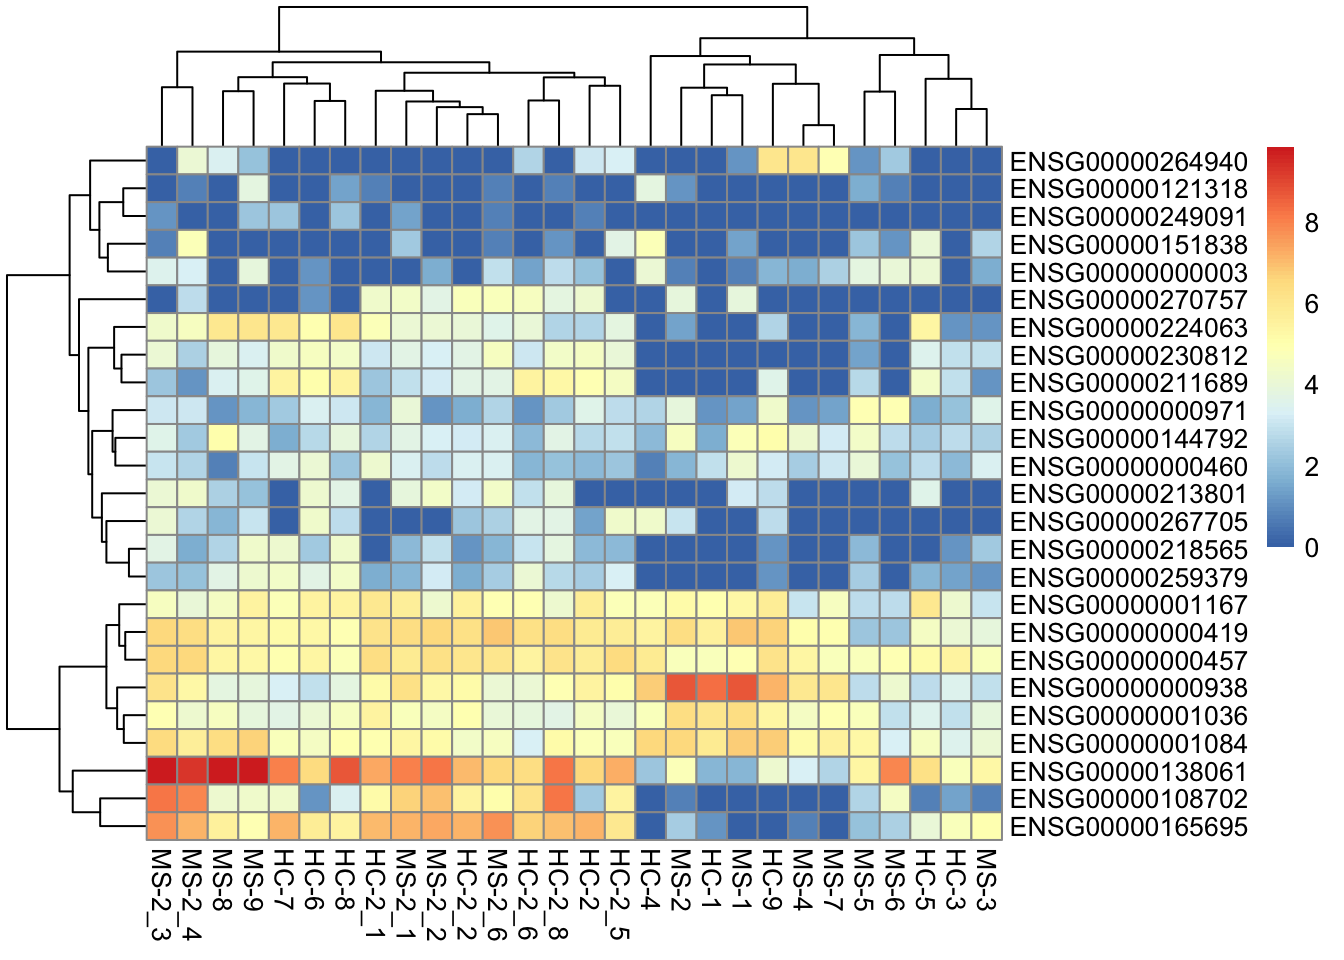 ENSG00000264940
ENSG00000121318
ENSG00000249091
ENSG00000151838
ENSG00000000003
ENSG00000270757
ENSG00000224063
ENSG00000230812
ENSG00000211689
ENSG00000000971
ENSG00000144792
ENSG00000000460
ENSG00000213801
ENSG00000267705
ENSG00000218565
ENSG00000259379
ENSG00000001167
ENSG00000000419
ENSG00000000457
ENSG00000000938
ENSG00000001036
ENSG00000001084
ENSG00000138061
ENSG00000108702
ENSG00000165695
8
6
4
2
0
MS-2_3
MS-2_4
MS-8
MS-9
HC-7
HC-6
HC-8
HC-2_1
MS-2_1
MS-2_2
HC-2_2
MS-2_6
HC-2_6
HC-2_8
HC-2
HC-2_5
HC-4
MS-2
HC-1
MS-1
HC-9
MS-4
MS-7
MS-5
MS-6
HC-5
HC-3
MS-3